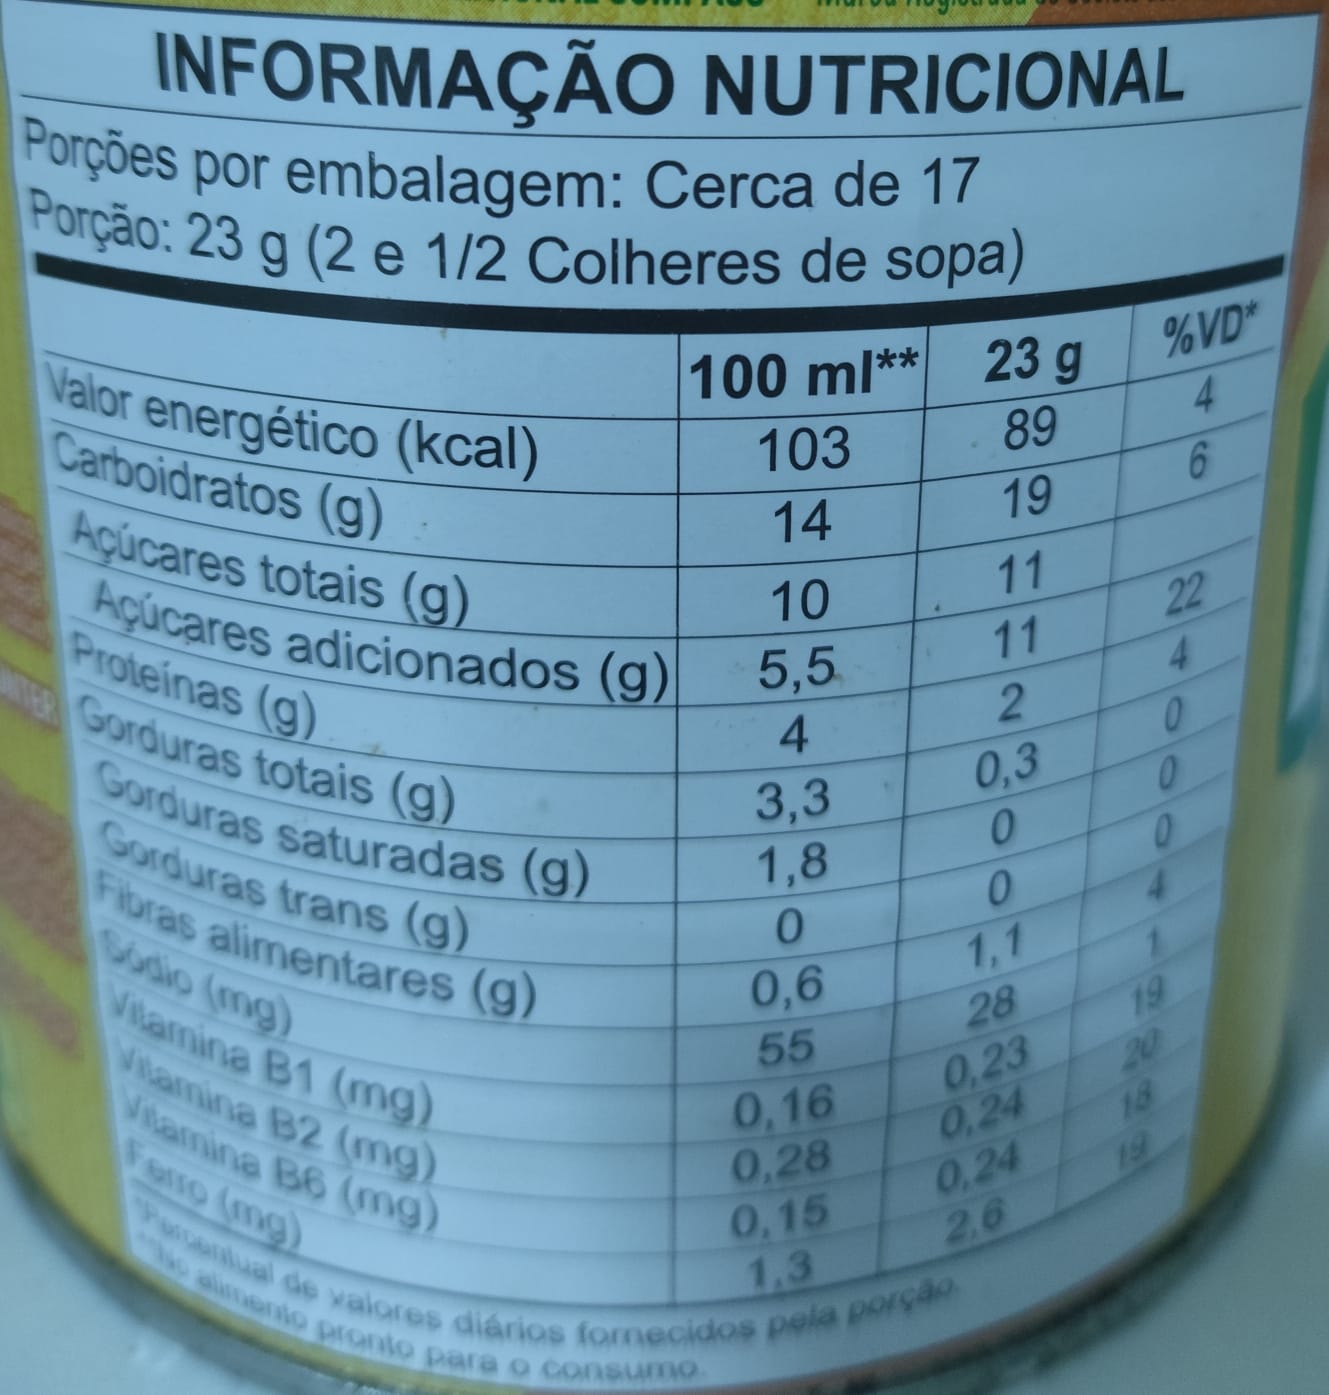 INFORMAÇÃO NUTRICIONAL
Porções por embalagem: Cerca de 17
Porção: 23 g (2 e 1/2 Colheres de sopa)
100 ml** 23 g %VD*
Valor energético (kcal) 103 89 4
Carboidratos (g) 14 19 6
Açúcares totais (g) 10 11
Açúcares adicionados (g) 5,5 11 22
Proteínas (g) 4 2 4
Gorduras totais (g) 3,3 0,3 0
Gorduras saturadas (g) 1,8 0 0
Gorduras trans (g) 0 0 0
Fibras alimentares (g) 0,6 1,1 4
Sódio (mg) 55 28 1
Vitamina B1 (mg) 0,16 0,23 19
Vitamina B2 (mg) 0,28 0,24 20
Vitamina B6 (mg) 0,15 0,24 18
Ferro (mg) 1,3 2,6 19
*Percentual de valores diários fornecidos pela porção.
**No alimento pronto para o consumo.